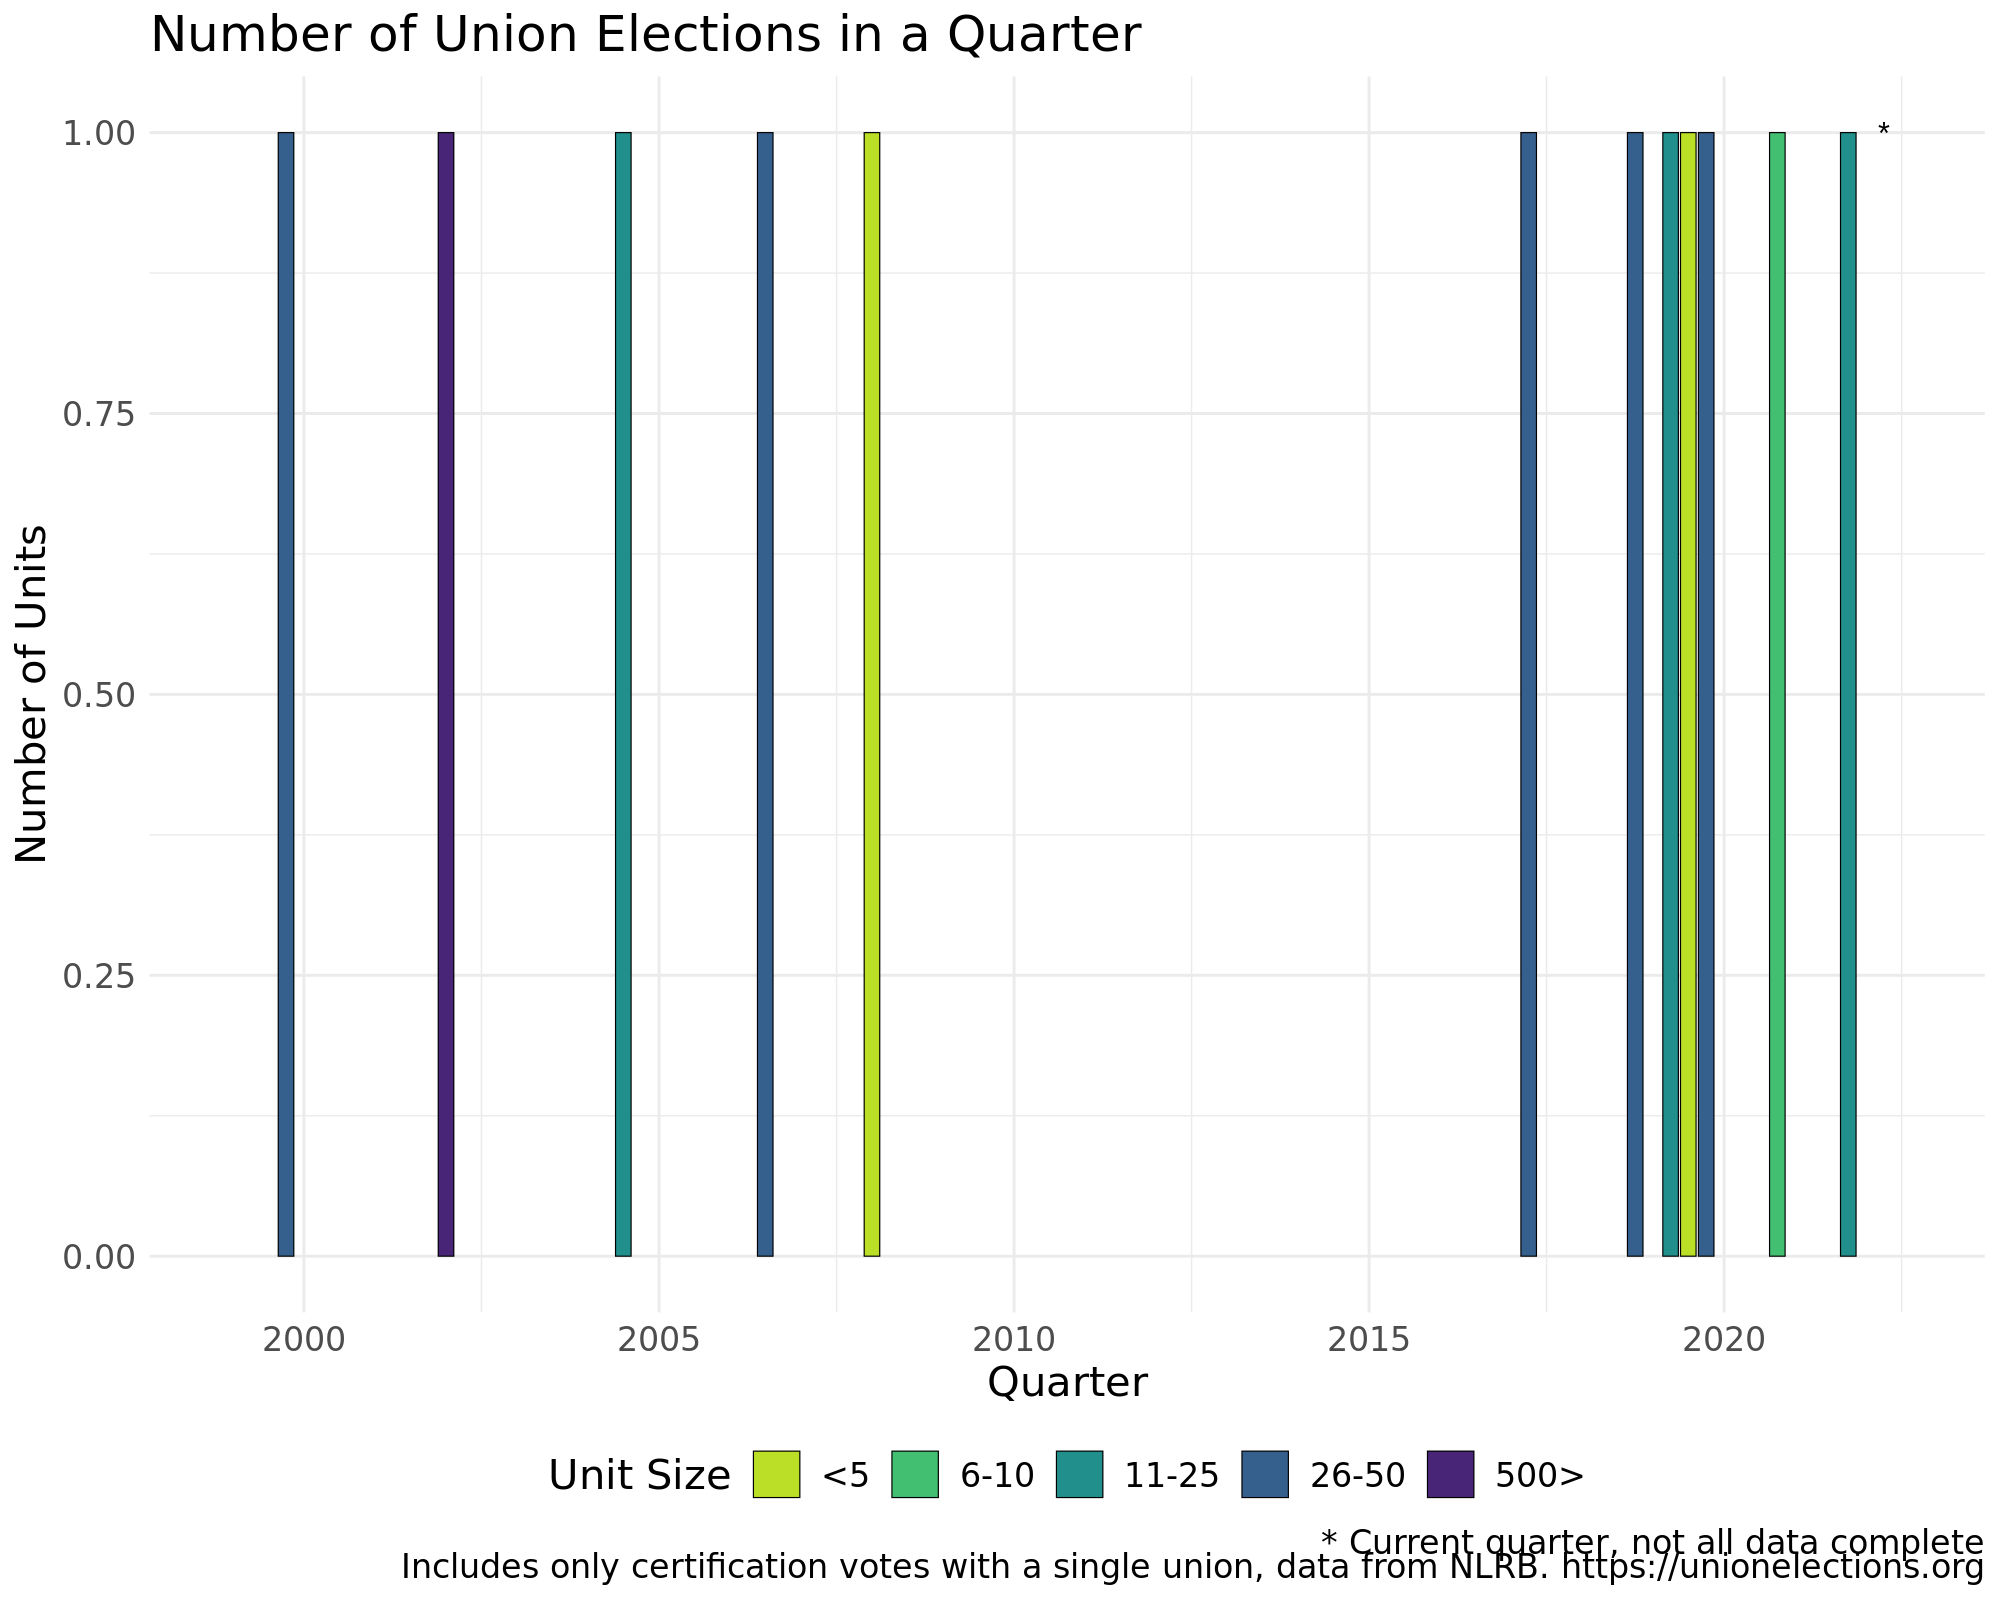 Number of Union Elections in a Quarter
Number of Units
1.00
0.75
0.50
0.25
0.00
*
2000 2005 2010 2015 2020
Quarter
Unit Size <5 6-10 11-25 26-50 500>
* Current quarter, not all data complete
Includes only certification votes with a single union, data from NLRB. https://unionelections.org